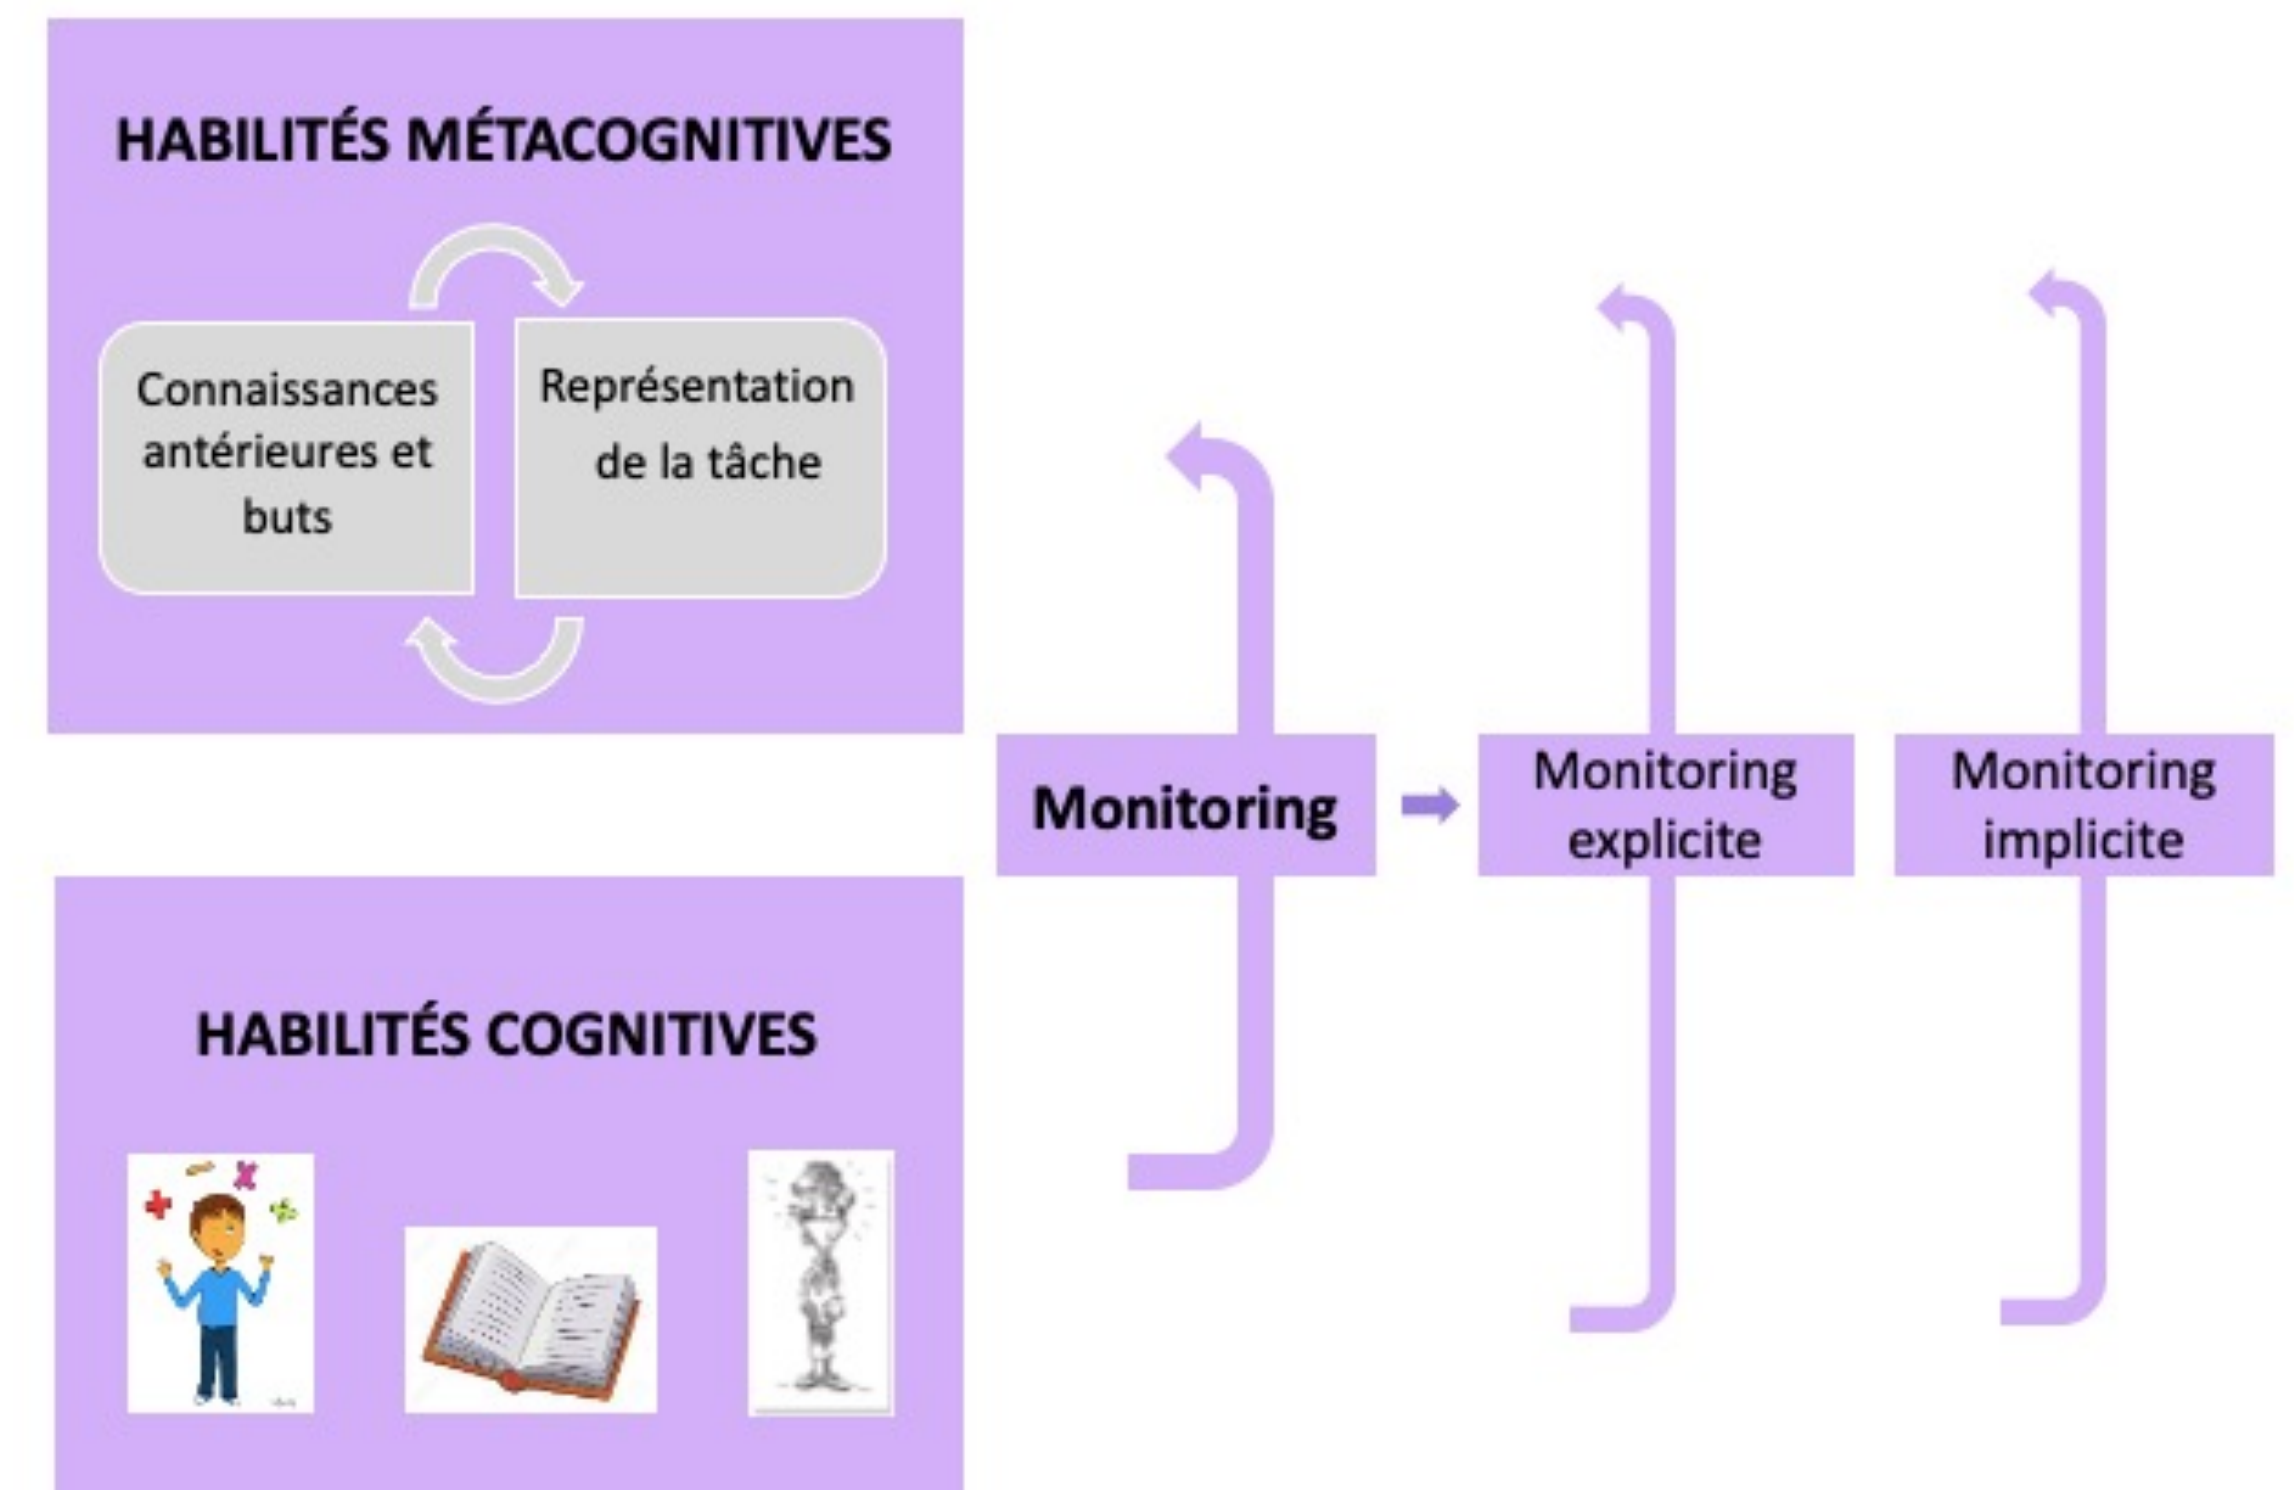 HABILITÉS MÉTACOGNITIVES
Connaissances
antérieures et
buts
Représentation
de la tâche
Monitoring
Monitoring
explicite
Monitoring
implicite
HABILITÉS COGNITIVES